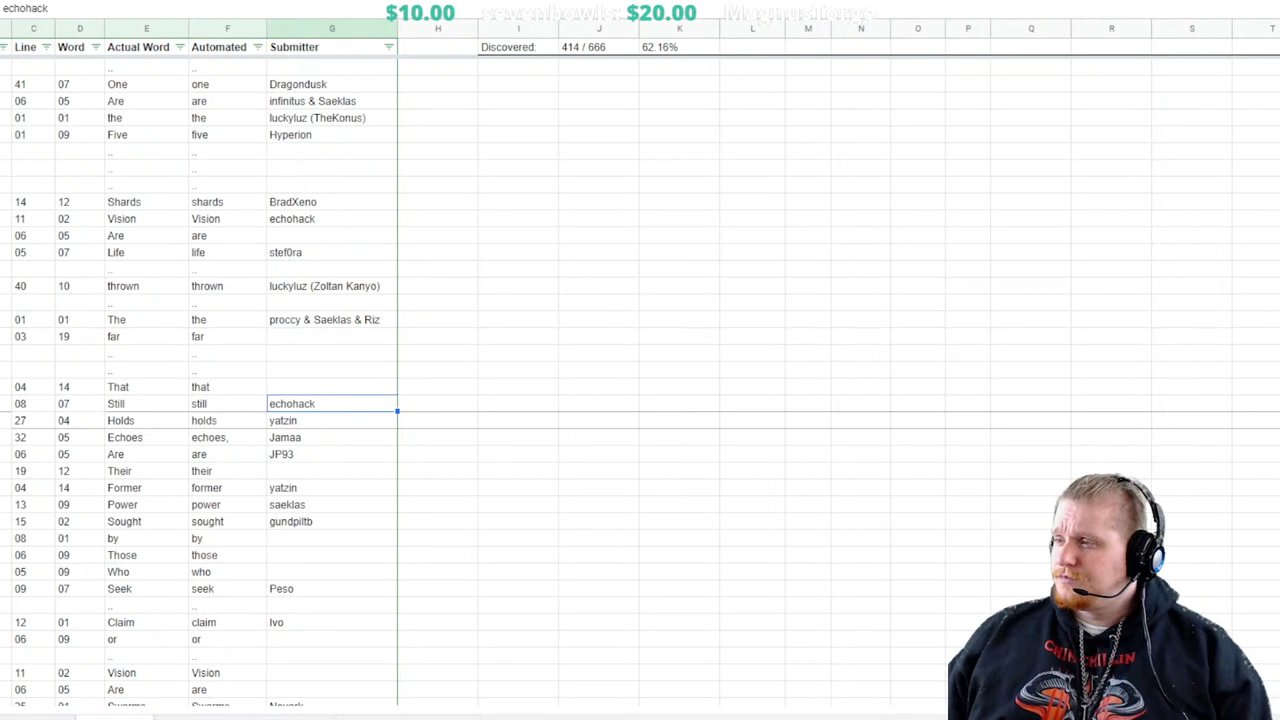 echohack
$10.00 sevenbowls: $20.00 MagnusTorge
C D E F G H I J K L M N O P Q R S T
Line Word Actual Word Automated Submitter Discovered: 414 / 666 62.16%
.. ..
41 07 One one Dragondusk
06 05 Are are infinitus & Saeklas
01 01 the the luckyluz (TheKonus)
01 09 Five five Hyperion
.. ..
.. ..
.. ..
14 12 Shards shards BradXeno
11 02 Vision Vision echohack
06 05 Are are
05 07 Life life stef0ra
.. ..
40 10 thrown thrown luckyluz (Zoltan Kanyo)
.. ..
01 01 The the proccy & Saeklas & Riz
03 19 far far
.. ..
.. ..
04 14 That that
08 07 Still still echohack
27 04 Holds holds yatzin
32 05 Echoes echoes, Jamaa
06 05 Are are JP93
19 12 Their their
04 14 Former former yatzin
13 09 Power power saeklas
15 02 Sought sought gundpiltb
08 01 by by
06 09 Those those
05 09 Who who
09 07 Seek seek Peso
.. ..
12 01 Claim claim Ivo
06 09 or or
.. ..
11 02 Vision Vision
06 05 Are are
CHIN CHILLIN